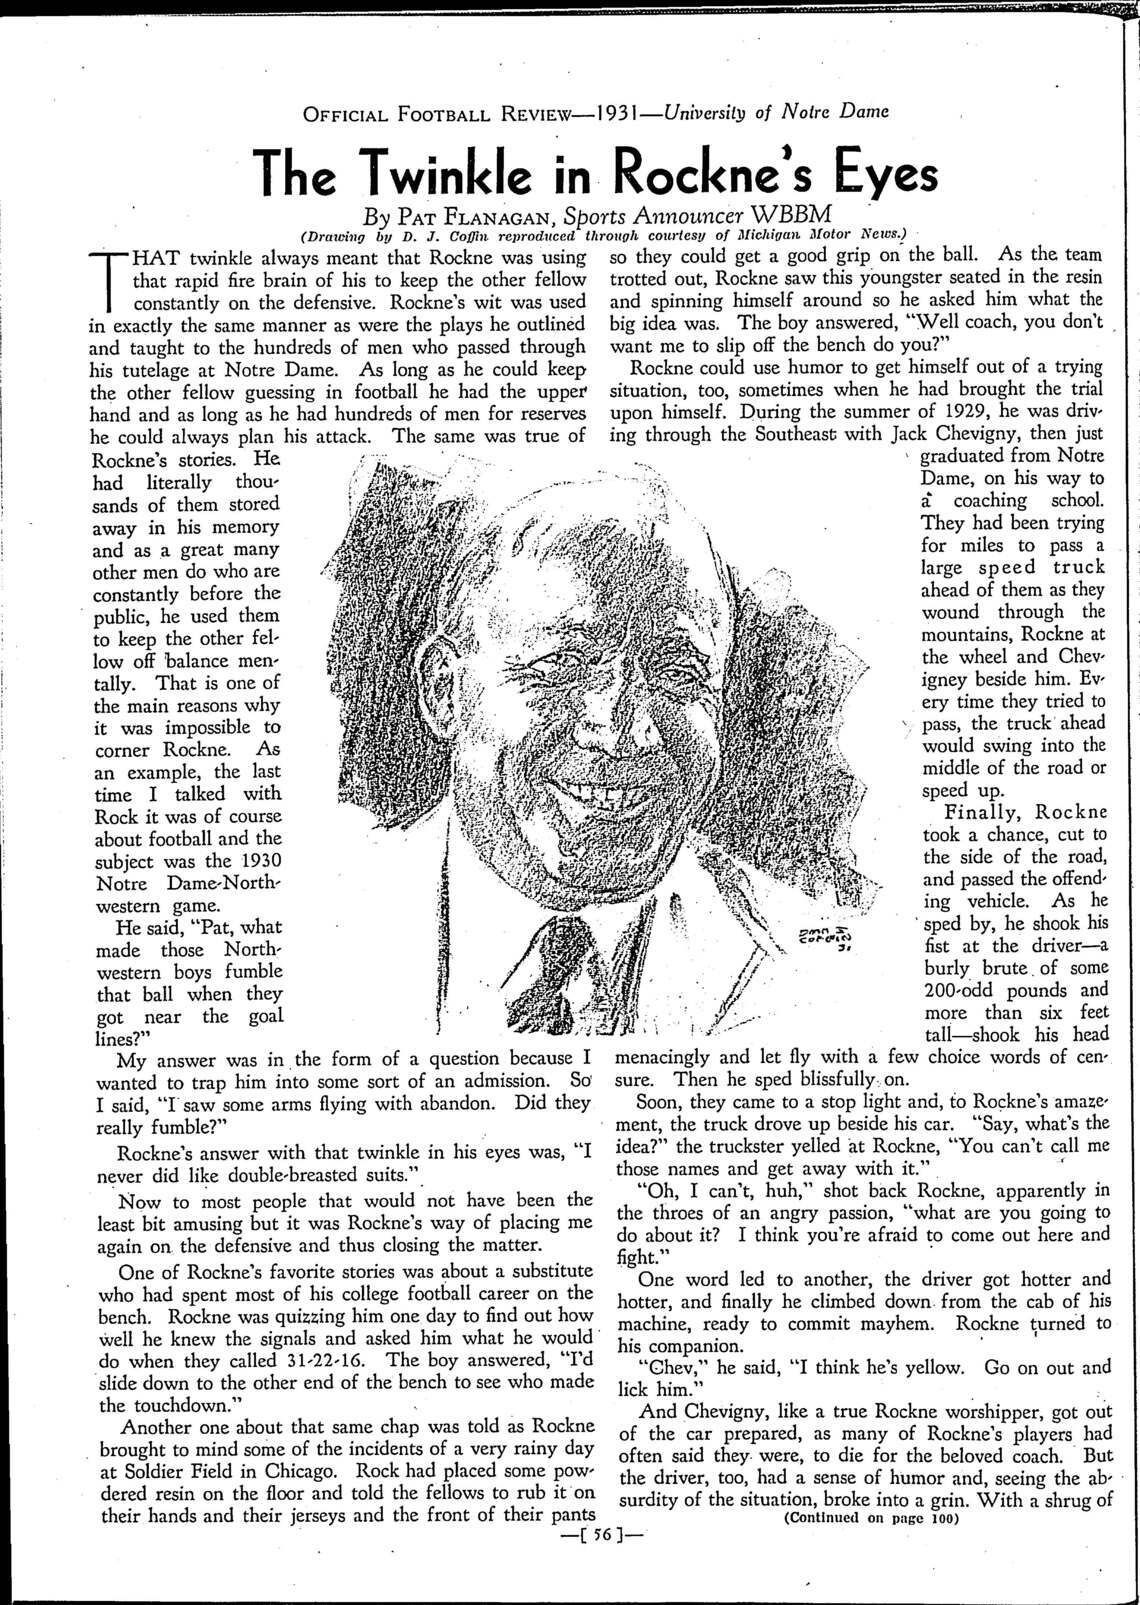 OFFICIAL FOOTBALL REVIEW—1931—University of Notre Dame
The Twinkle in Rockne's Eyes
By PAT FLANAGAN, Sports Announcer WBBM
(Drawing by D. J. Coffin reproduced through courtesy of Michigan Motor News.)
THAT twinkle always meant that Rockne was using
that rapid fire brain of his to keep the other fellow
constantly on the defensive. Rockne's wit was used
in exactly the same manner as were the plays he outlined
and taught to the hundreds of men who passed through
his tutelage at Notre Dame. As long as he could keep
the other fellow guessing in football he had the upper
hand and as long as he had hundreds of men for reserves
he could always plan his attack. The same was true of
Rockne's stories. He
had literally thou-
sands of them stored
away in his memory
and as a great many
other men do who are
constantly before the
public, he used them
to keep the other fel-
low off balance men-
tally. That is one of
the main reasons why
it was impossible to
corner Rockne. As
an example, the last
time I talked with
Rock it was of course
about football and the
subject was the 1930
Notre Dame-North-
western game.
He said, "Pat, what
made those North-
western boys fumble
that ball when they
got near the goal
lines?"
My answer was in the form of a question because I
wanted to trap him into some sort of an admission. So
I said, "I saw some arms flying with abandon. Did they
really fumble?"
Rockne's answer with that twinkle in his eyes was, "I
never did like double-breasted suits."
Now to most people that would not have been the
least bit amusing but it was Rockne's way of placing me
again on the defensive and thus closing the matter.
One of Rockne's favorite stories was about a substitute
who had spent most of his college football career on the
bench. Rockne was quizzing him one day to find out how
well he knew the signals and asked him what he would
do when they called 31-22-16. The boy answered, "I'd
slide down to the other end of the bench to see who made
the touchdown."
Another one about that same chap was told as Rockne
brought to mind some of the incidents of a very rainy day
at Soldier Field in Chicago. Rock had placed some pow-
dered resin on the floor and told the fellows to rub it on
their hands and their jerseys and the front of their pants
so they could get a good grip on the ball. As the team
trotted out, Rockne saw this youngster seated in the resin
and spinning himself around so he asked him what the
big idea was. The boy answered, "Well coach, you don't
want me to slip off the bench do you?"
Rockne could use humor to get himself out of a trying
situation, too, sometimes when he had brought the trial
upon himself. During the summer of 1929, he was driv-
ing through the Southeast with Jack Chevigny, then just
graduated from Notre
Dame, on his way to
a coaching school.
They had been trying
for miles to pass a
large speed truck
ahead of them as they
wound through the
mountains, Rockne at
the wheel and Chev-
igney beside him. Ev-
ery time they tried to
pass, the truck ahead
would swing into the
middle of the road or
speed up.
Finally, Rockne
took a chance, cut to
the side of the road,
and passed the offend-
ing vehicle. As he
sped by, he shook his
fist at the driver—a
burly brute of some
200-odd pounds and
more than six feet
tall—shook his head
menacingly and let fly with a few choice words of cen-
sure. Then he sped blissfully on.
Soon, they came to a stop light and, to Rockne's amaze-
ment, the truck drove up beside his car. "Say, what's the
idea?" the truckster yelled at Rockne, "You can't call me
those names and get away with it."
"Oh, I can't, huh," shot back Rockne, apparently in
the throes of an angry passion, "what are you going to
do about it? I think you're afraid to come out here and
fight."
One word led to another, the driver got hotter and
hotter, and finally he climbed down from the cab of his
machine, ready to commit mayhem. Rockne turned to
his companion.
"Chev," he said, "I think he's yellow. Go on out and
lick him."
And Chevigny, like a true Rockne worshipper, got out
of the car prepared, as many of Rockne's players had
often said they were, to die for the beloved coach. But
the driver, too, had a sense of humor and, seeing the ab-
surdity of the situation, broke into a grin. With a shrug of
(Continued on page 100)
—[ 56 ]—